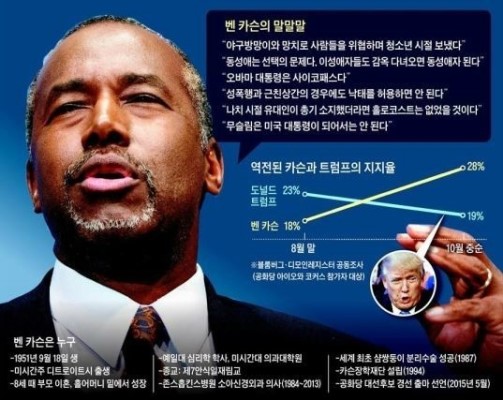 벤 카슨의 말말말
“야구방망이와 망치로 사람들을 위협하며 청소년 시절 보냈다”
“동성애는 선택의 문제다, 이성애자들도 감옥 다녀오면 동성애자 된다”
“오바마 대통령은 사이코패스다”
“성폭행과 근친상간의 경우에도 낙태를 허용하면 안 된다”
“나치 시절 유대인이 총기 소지했더라면 홀로코스트는 없었을 것이다”
“무슬림은 미국 대통령이 되어서는 안 된다”
역전된 카슨과 트럼프의 지지율
28%
도널드 트럼프 23%
벤 카슨 18%
19%
8월 말
10월 중순
※블룸버그·디모인레지스터 공동조사
(공화당 아이오와 코커스 참가자 대상)
벤 카슨은 누구
-1951년 9월 18일 생
-미시간주 디트로이트시 출생
-8세 때 부모 이혼, 홀어머니 밑에서 성장
-예일대 심리학 학사, 미시간대 의과대학원
-종교: 제7안식일재림교
-존스홉킨스병원 소아신경외과 의사(1984~2013)
-세계 최초 샴쌍둥이 분리수술 성공(1987)
-카슨장학재단 설립(1994)
-공화당 대선후보 경선 출마 선언(2015년 5월)